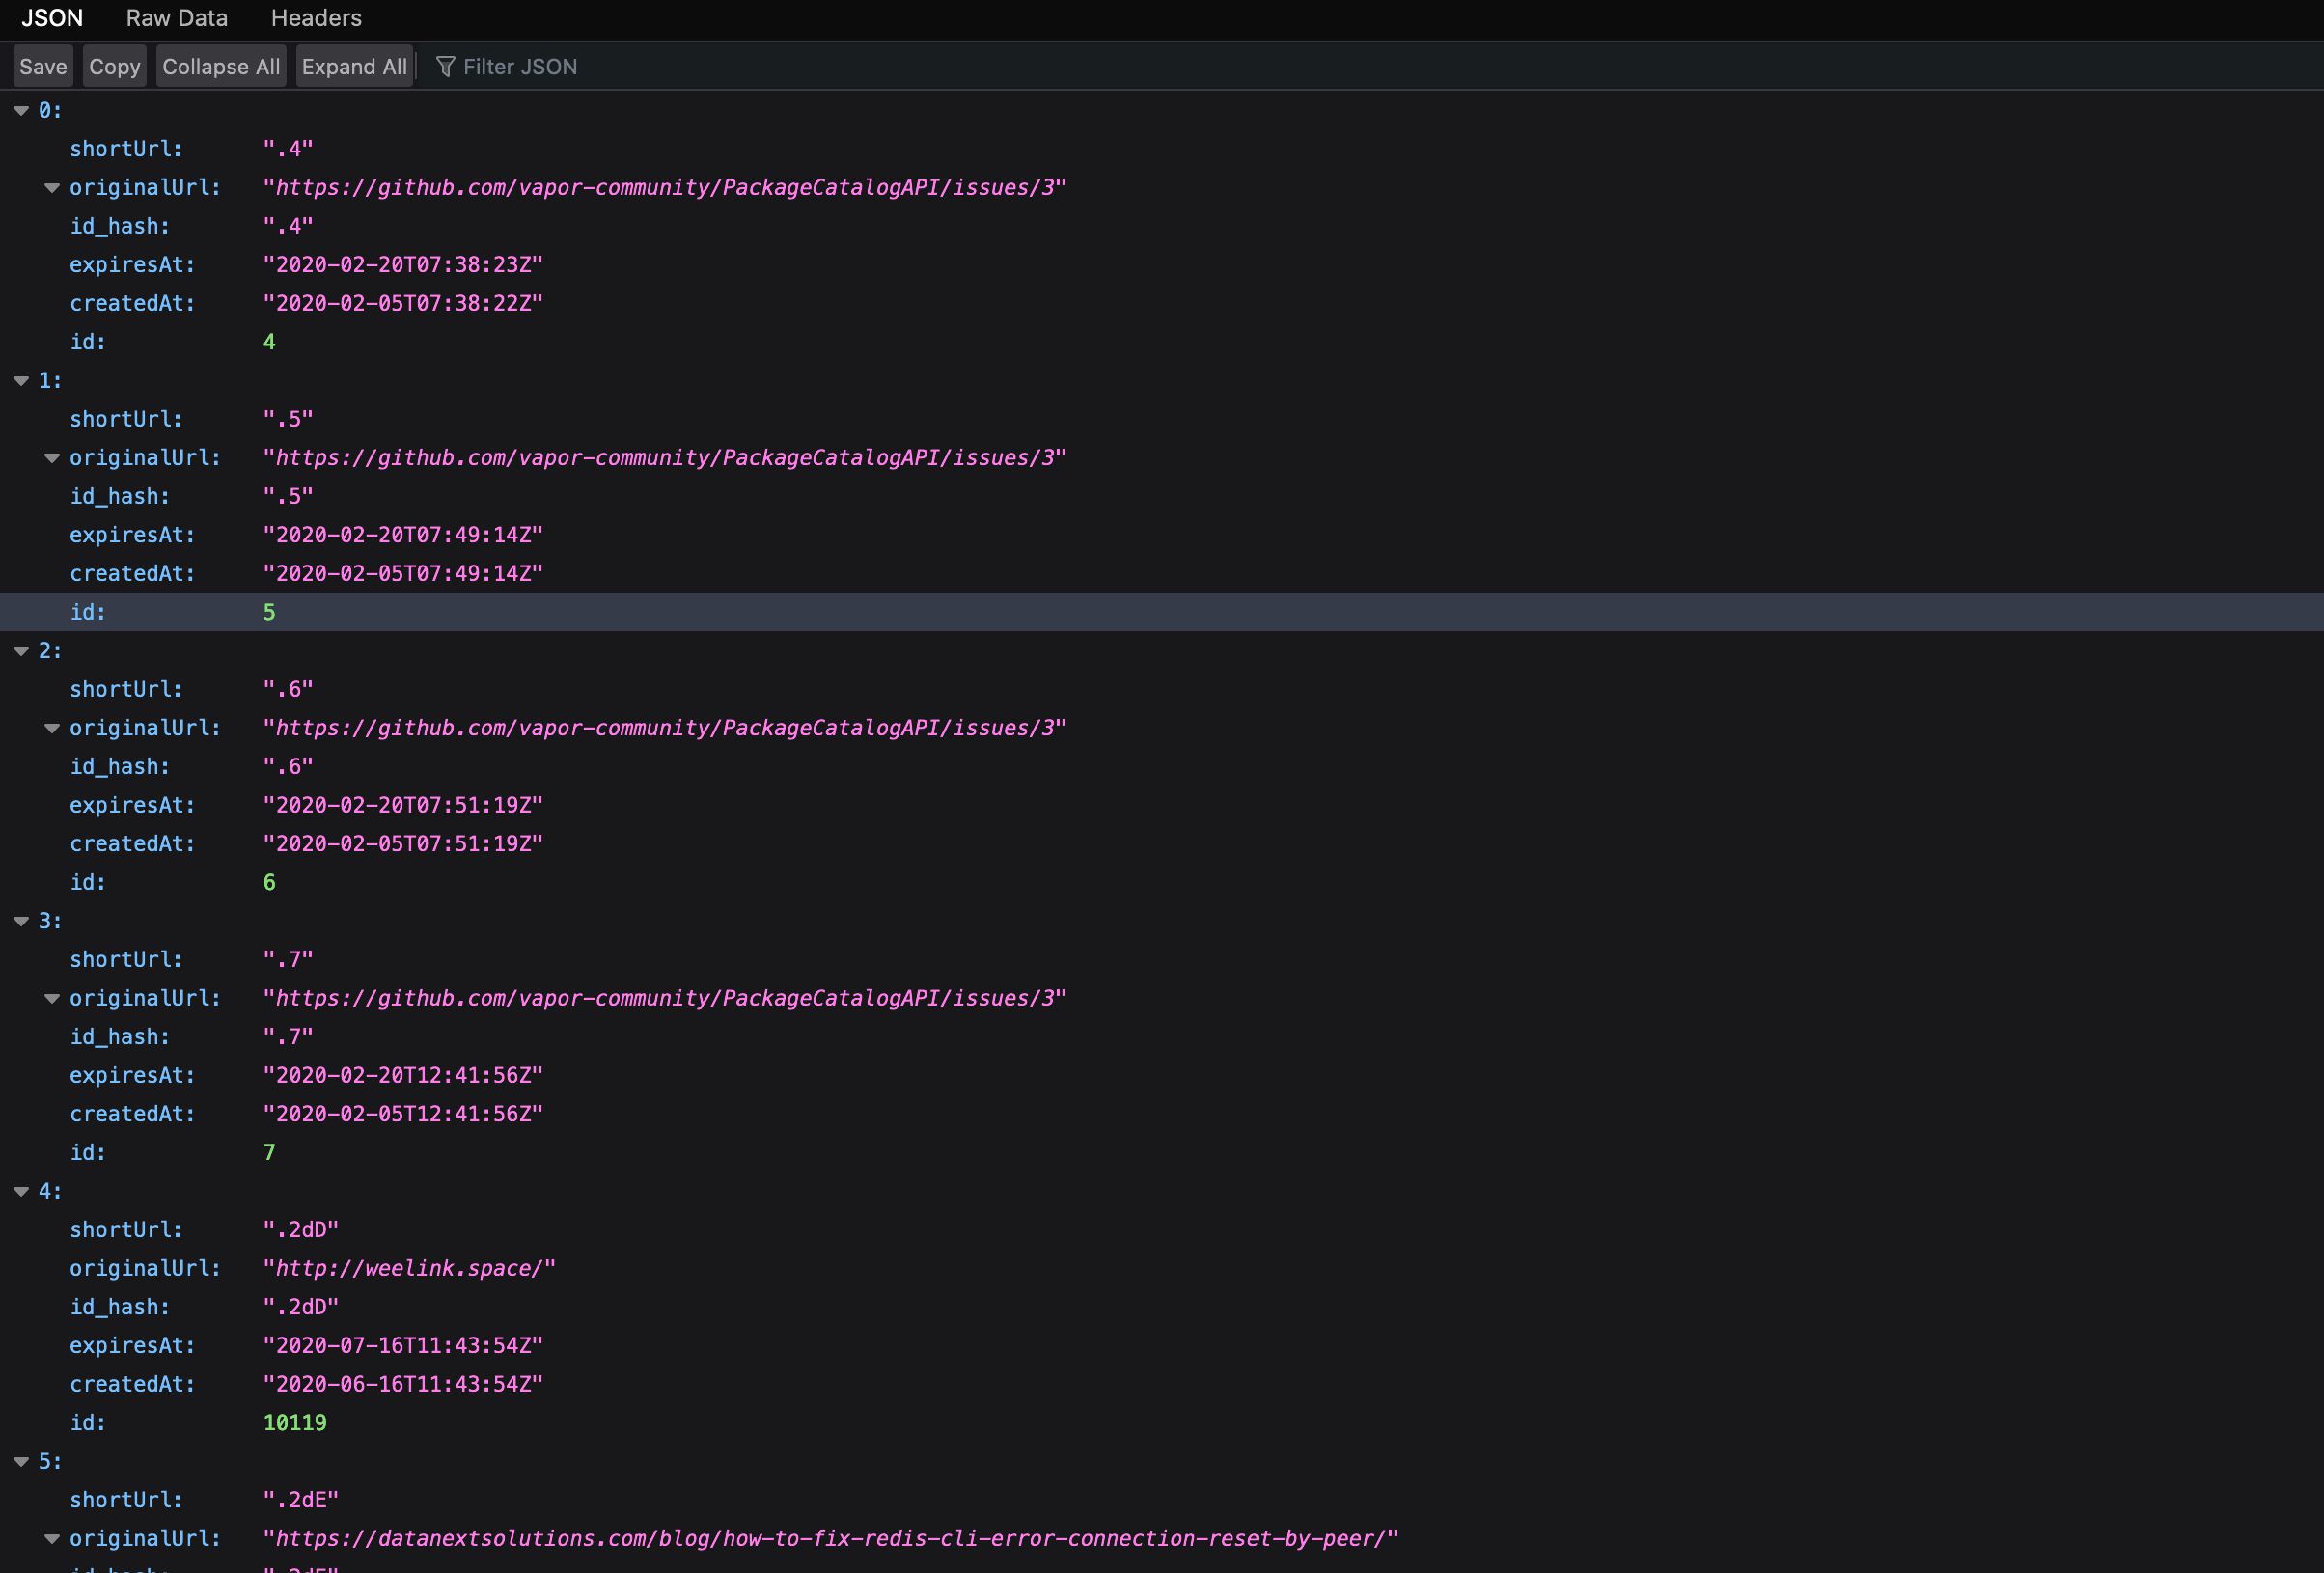 JSON Raw Data Headers
Save Copy Collapse All Expand All Filter JSON
0:
shortUrl: ".4"
originalUrl: "https://github.com/vapor-community/PackageCatalogAPI/issues/3"
id_hash: ".4"
expiresAt: "2020-02-20T07:38:23Z"
createdAt: "2020-02-05T07:38:22Z"
id: 4
1:
shortUrl: ".5"
originalUrl: "https://github.com/vapor-community/PackageCatalogAPI/issues/3"
id_hash: ".5"
expiresAt: "2020-02-20T07:49:14Z"
createdAt: "2020-02-05T07:49:14Z"
id: 5
2:
shortUrl: ".6"
originalUrl: "https://github.com/vapor-community/PackageCatalogAPI/issues/3"
id_hash: ".6"
expiresAt: "2020-02-20T07:51:19Z"
createdAt: "2020-02-05T07:51:19Z"
id: 6
3:
shortUrl: ".7"
originalUrl: "https://github.com/vapor-community/PackageCatalogAPI/issues/3"
id_hash: ".7"
expiresAt: "2020-02-20T12:41:56Z"
createdAt: "2020-02-05T12:41:56Z"
id: 7
4:
shortUrl: ".2dD"
originalUrl: "http://weelink.space/"
id_hash: ".2dD"
expiresAt: "2020-07-16T11:43:54Z"
createdAt: "2020-06-16T11:43:54Z"
id: 10119
5:
shortUrl: ".2dE"
originalUrl: "https://datanextsolutions.com/blog/how-to-fix-redis-cli-error-connection-reset-by-peer/"